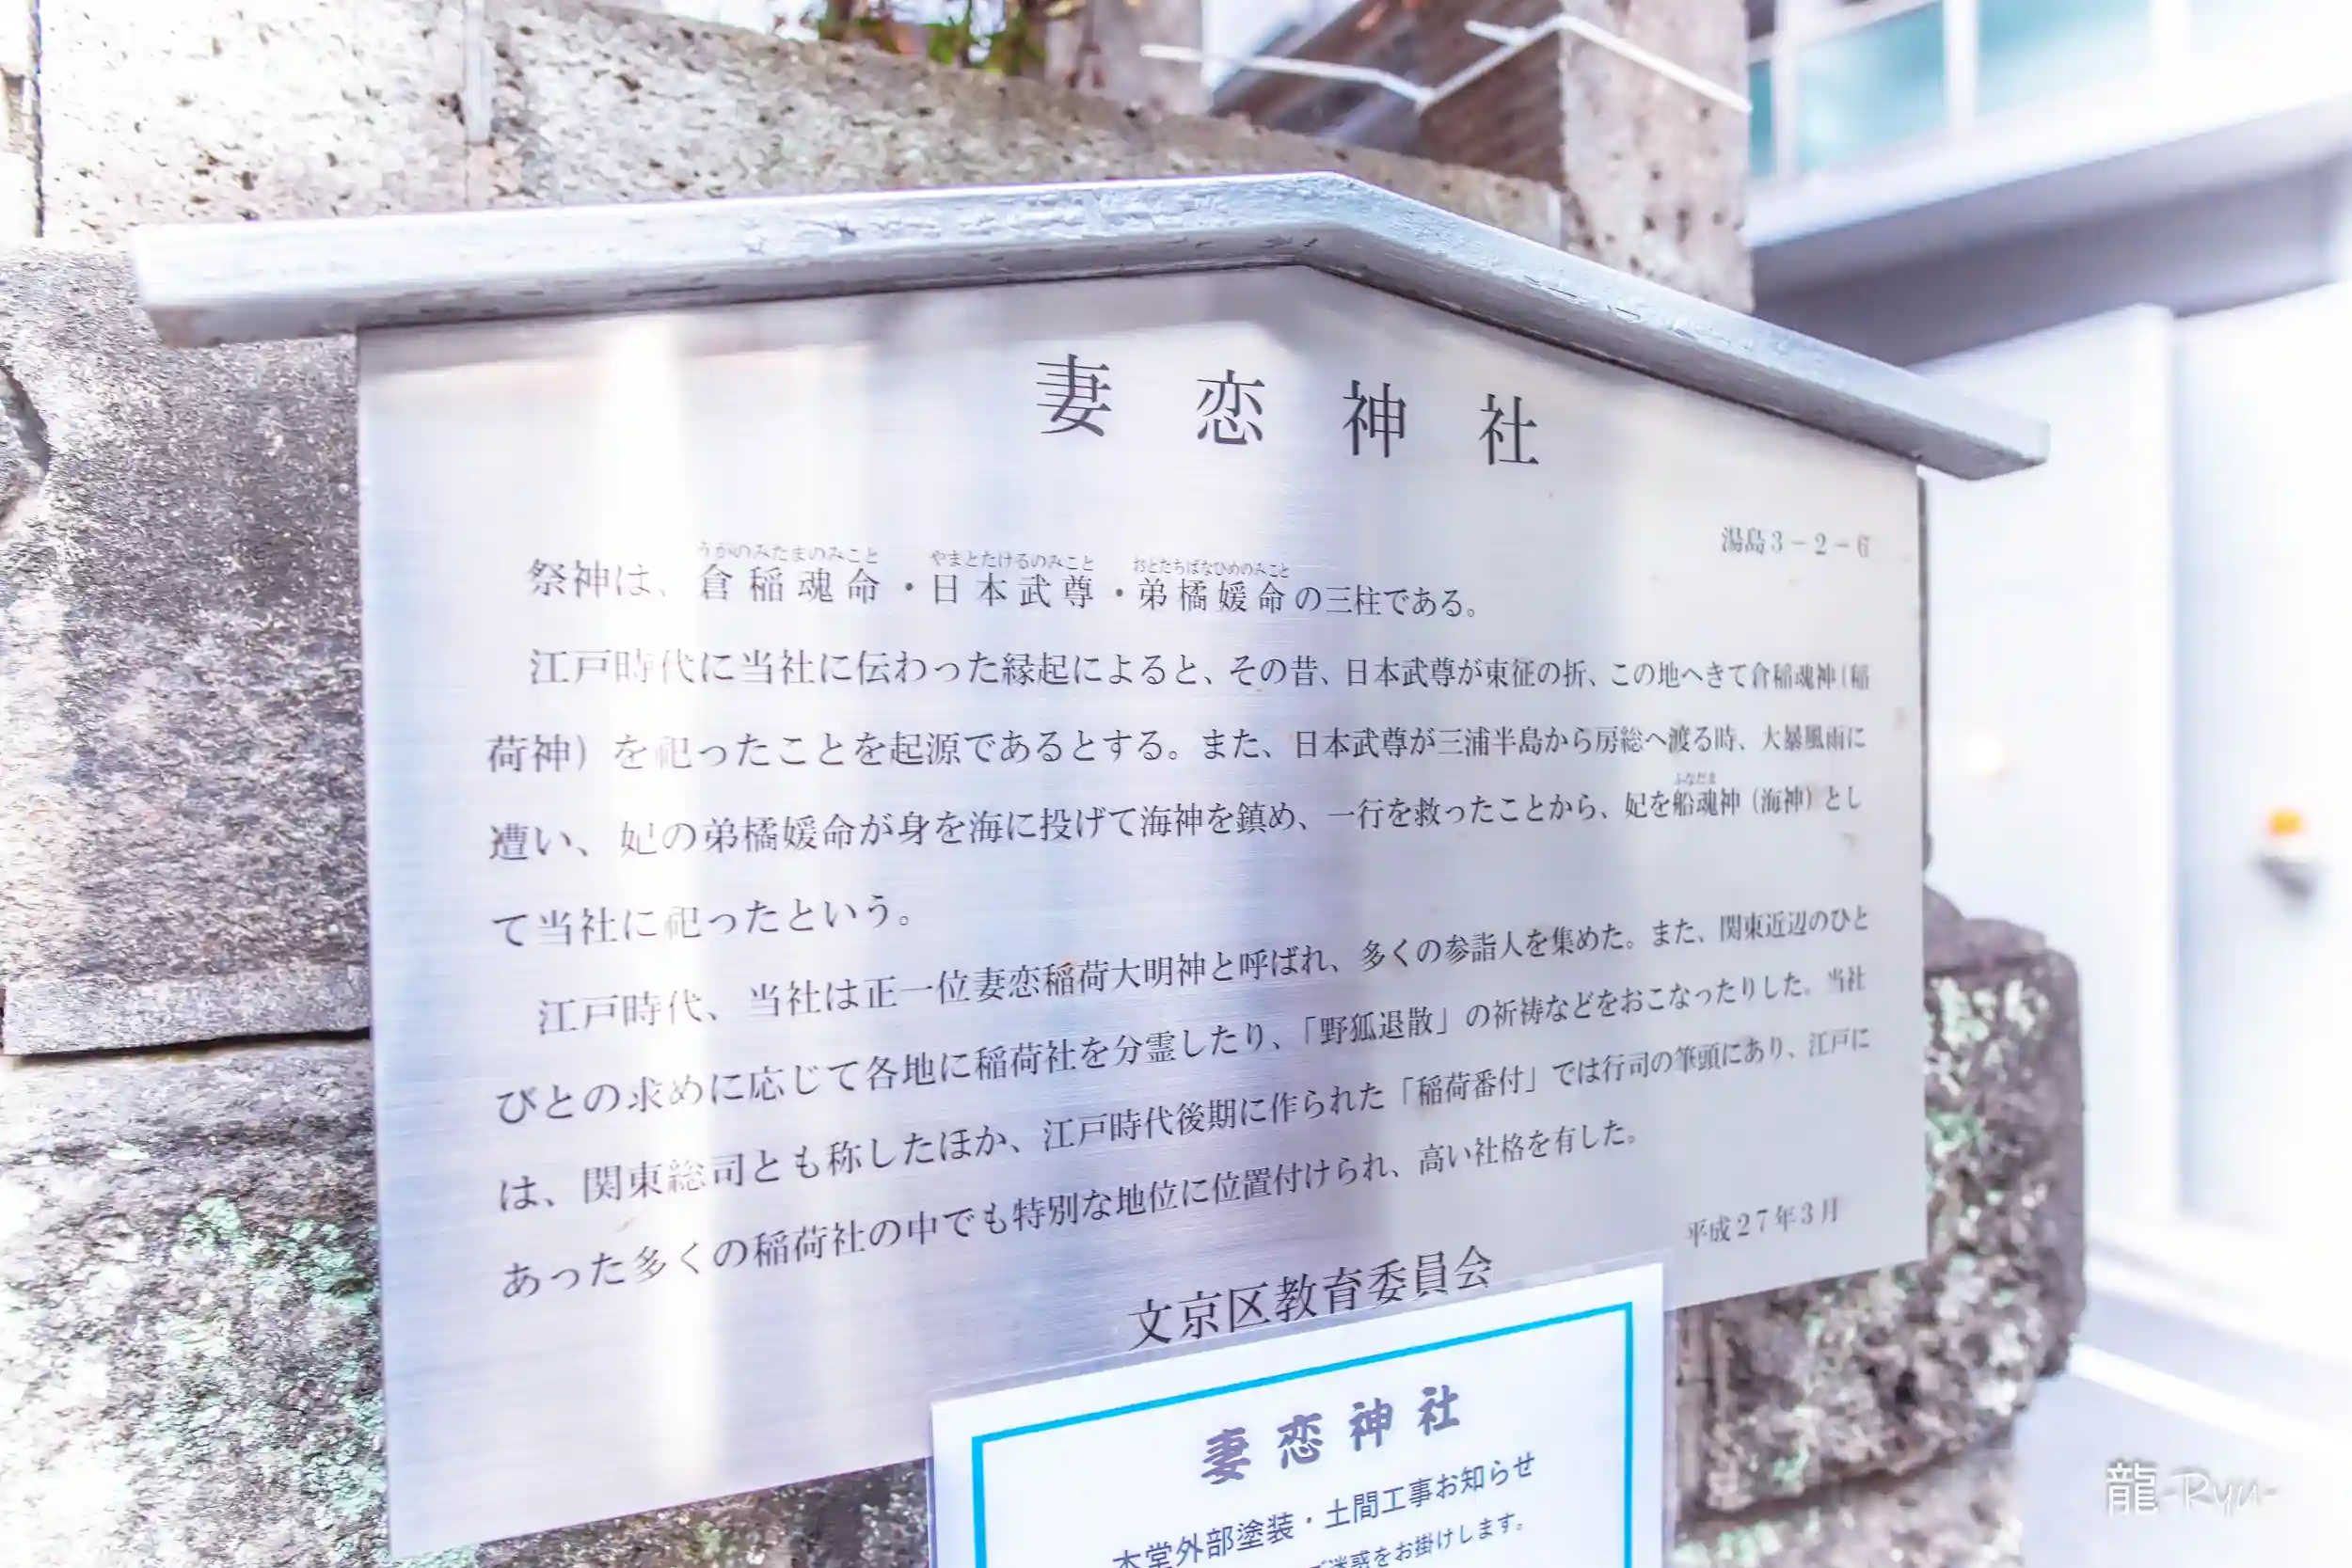 妻恋神社
湯島3-2-6
うがのみたまのみこと やまとたけるのみこと おとたちばなひめのみこと
祭神は、倉稲魂命・日本武尊・弟橘媛命の三柱である。
江戸時代に当社に伝わった縁起によると、その昔、日本武尊が東征の折、この地へきて倉稲魂神(稲
荷神)を祀ったことを起源であるとする。また、日本武尊が三浦半島から房総へ渡る時、大暴風雨に
ふなだま
遭い、妃の弟橘媛命が身を海に投げて海神を鎮め、一行を救ったことから、妃を船魂神(海神)とし
て当社に祀ったという。
江戸時代、当社は正一位妻恋稲荷大明神と呼ばれ、多くの参詣人を集めた。また、関東近辺のひと
びとの求めに応じて各地に稲荷社を分霊したり、「野狐退散」の祈祷などをおこなったりした。当社
は、関東総司とも称したほか、江戸時代後期に作られた「稲荷番付」では行司の筆頭にあり、江戸に
あった多くの稲荷社の中でも特別な地位に位置付けられ、高い社格を有した。
平成27年3月
文京区教育委員会
妻恋神社
本堂外部塗装・土間工事お知らせ
ご迷惑をお掛けします。
龍-Ryu-